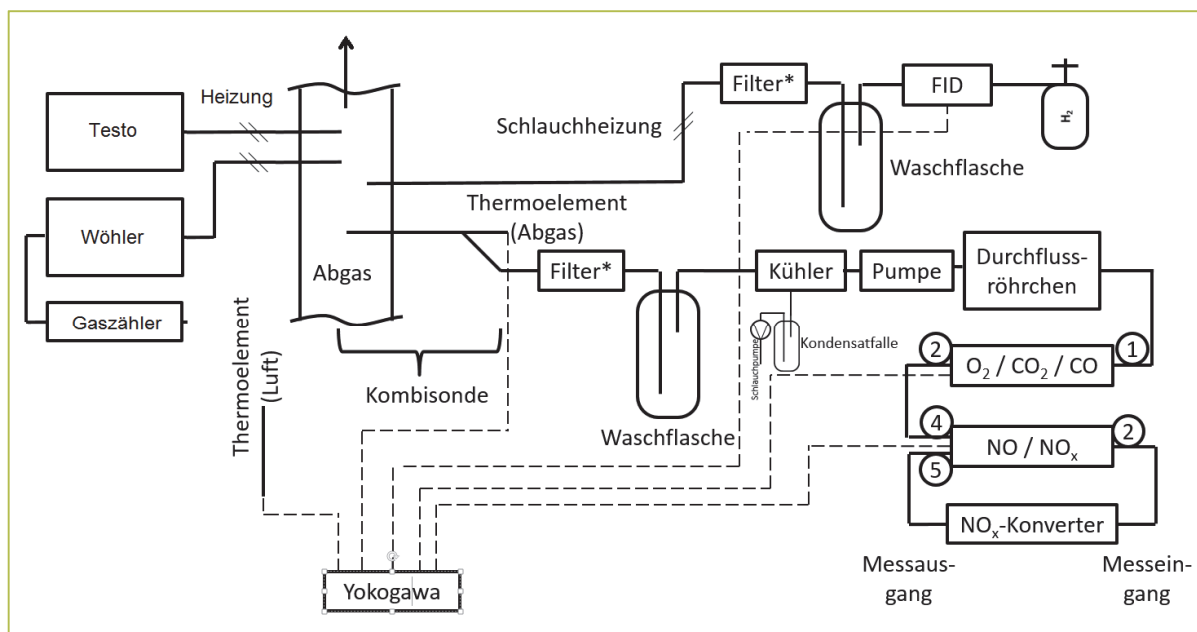 Heizung
Testo
Wöhler
Gaszähler
Abgas
Schlauchheizung
Filter*
FID
H2
Waschflasche
Thermoelement
(Abgas)
Filter*
Kühler
Pumpe
Durchfluss-
röhrchen
Waschflasche
Schlauchpumpe
Kondensatfalle
Kombisonde
Thermoelement
(Luft)
2
O2 / CO2 / CO
1
4
NO / NOx
2
5
NOx-Konverter
Messaus-
gang
Messein-
gang
Yokogawa